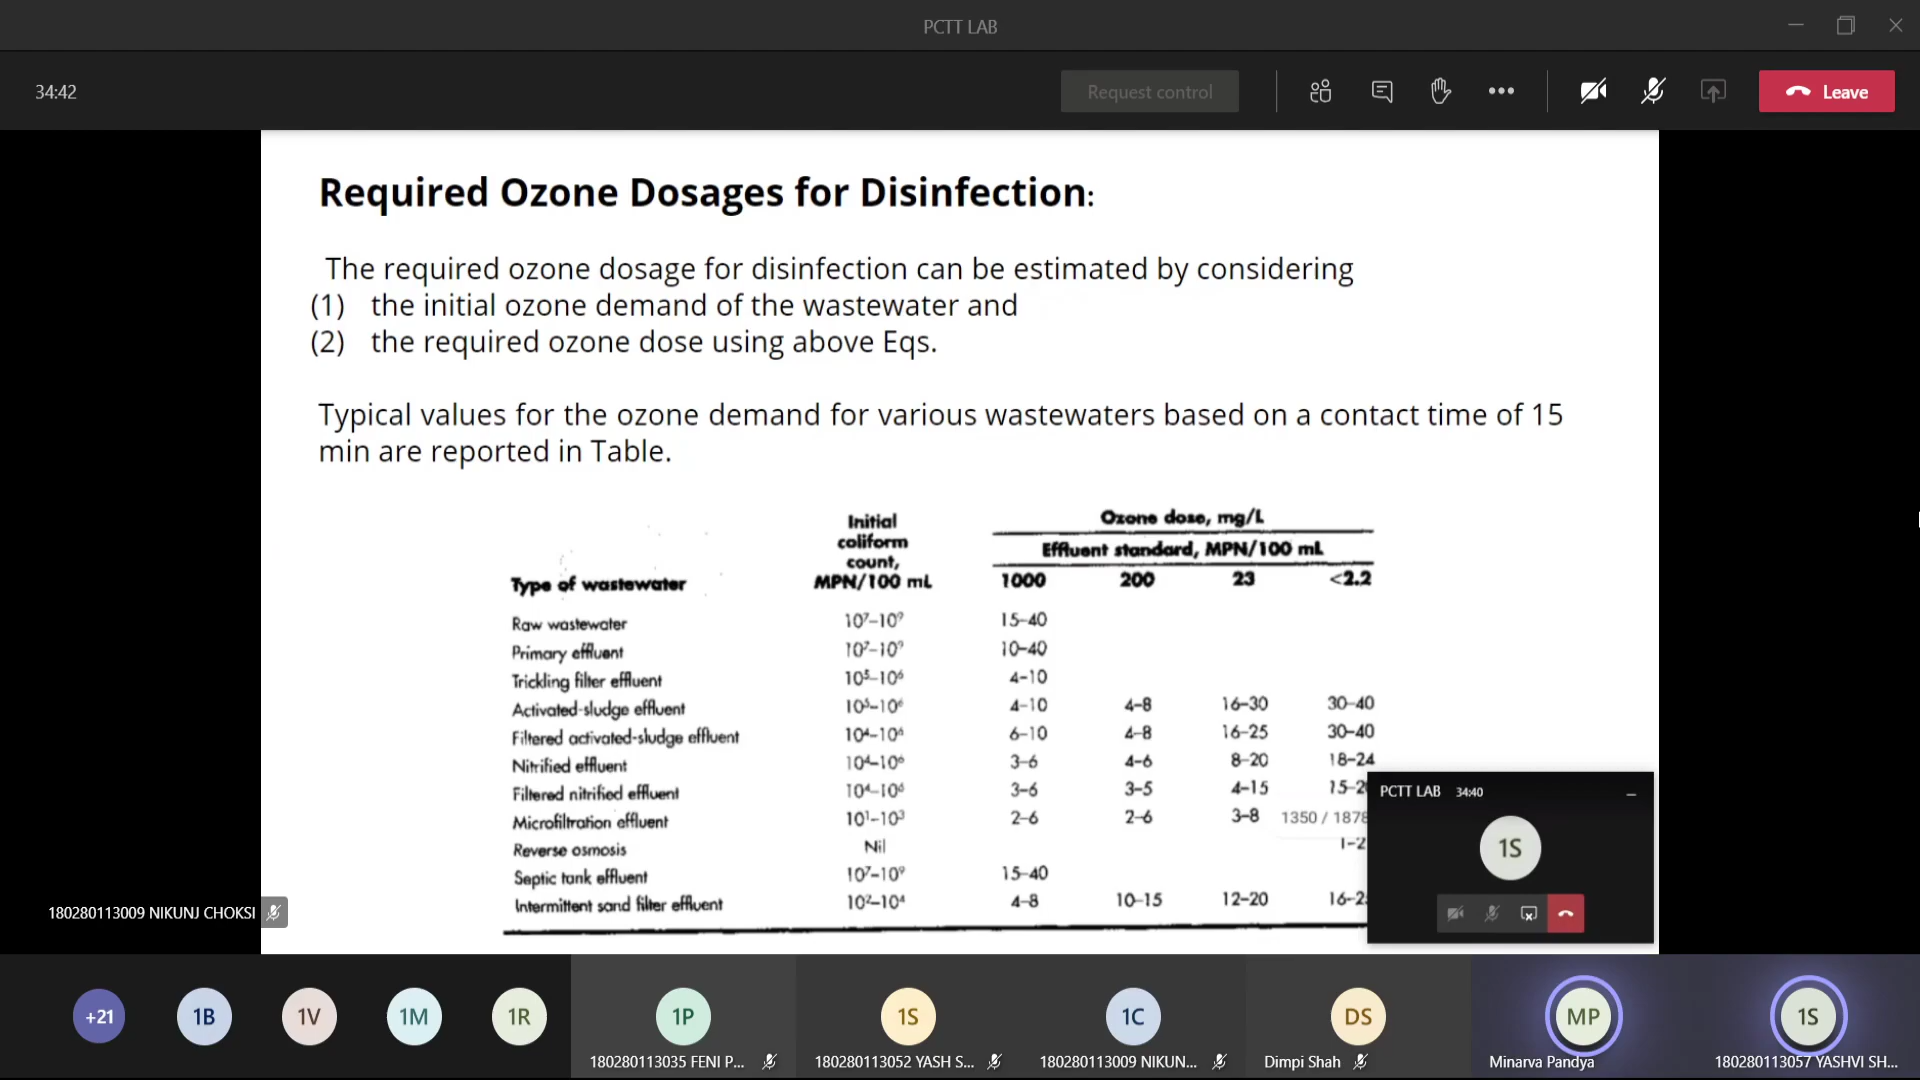 PCTT LAB
34:42
Request control
Leave
Required Ozone Dosages for Disinfection:
The required ozone dosage for disinfection can be estimated by considering
(1) the initial ozone demand of the wastewater and
(2) the required ozone dose using above Eqs.
Typical values for the ozone demand for various wastewaters based on a contact time of 15
min are reported in Table.
Initial
coliform
count,
MPN/100 mL
Ozone dose, mg/L
Effluent standard, MPN/100 mL
Type of wastewater
1000 200 23 <2.2
Raw wastewater 10⁷–10⁹ 15–40
Primary effluent 10⁷–10⁹ 10–40
Trickling filter effluent 10⁵–10⁶ 4–10
Activated-sludge effluent 10⁵–10⁶ 4–10 4–8 16–30 30–40
Filtered activated-sludge effluent 10⁴–10⁶ 6–10 4–8 16–25 30–40
Nitrified effluent 10⁴–10⁶ 3–6 4–6 8–20 18–24
Filtered nitrified effluent 10⁴–10⁶ 3–6 3–5 4–15
Microfiltration effluent 10¹–10³ 2–6 2–6 3–8
1350 / 1878
Reverse osmosis Nil 1–2
Septic tank effluent 10⁷–10⁹ 15–40
Intermittent sand filter effluent 10²–10⁴ 4–8 10–15 12–20
PCTT LAB 34:40
1S
180280113009 NIKUNJ CHOKSI
+21 1B 1V 1M 1R 1P 1S 1C DS MP 1S
180280113035 FENI P... 180280113052 YASH S... 180280113009 NIKUN... Dimpi Shah Minarva Pandya 180280113057 YASHVI SH...